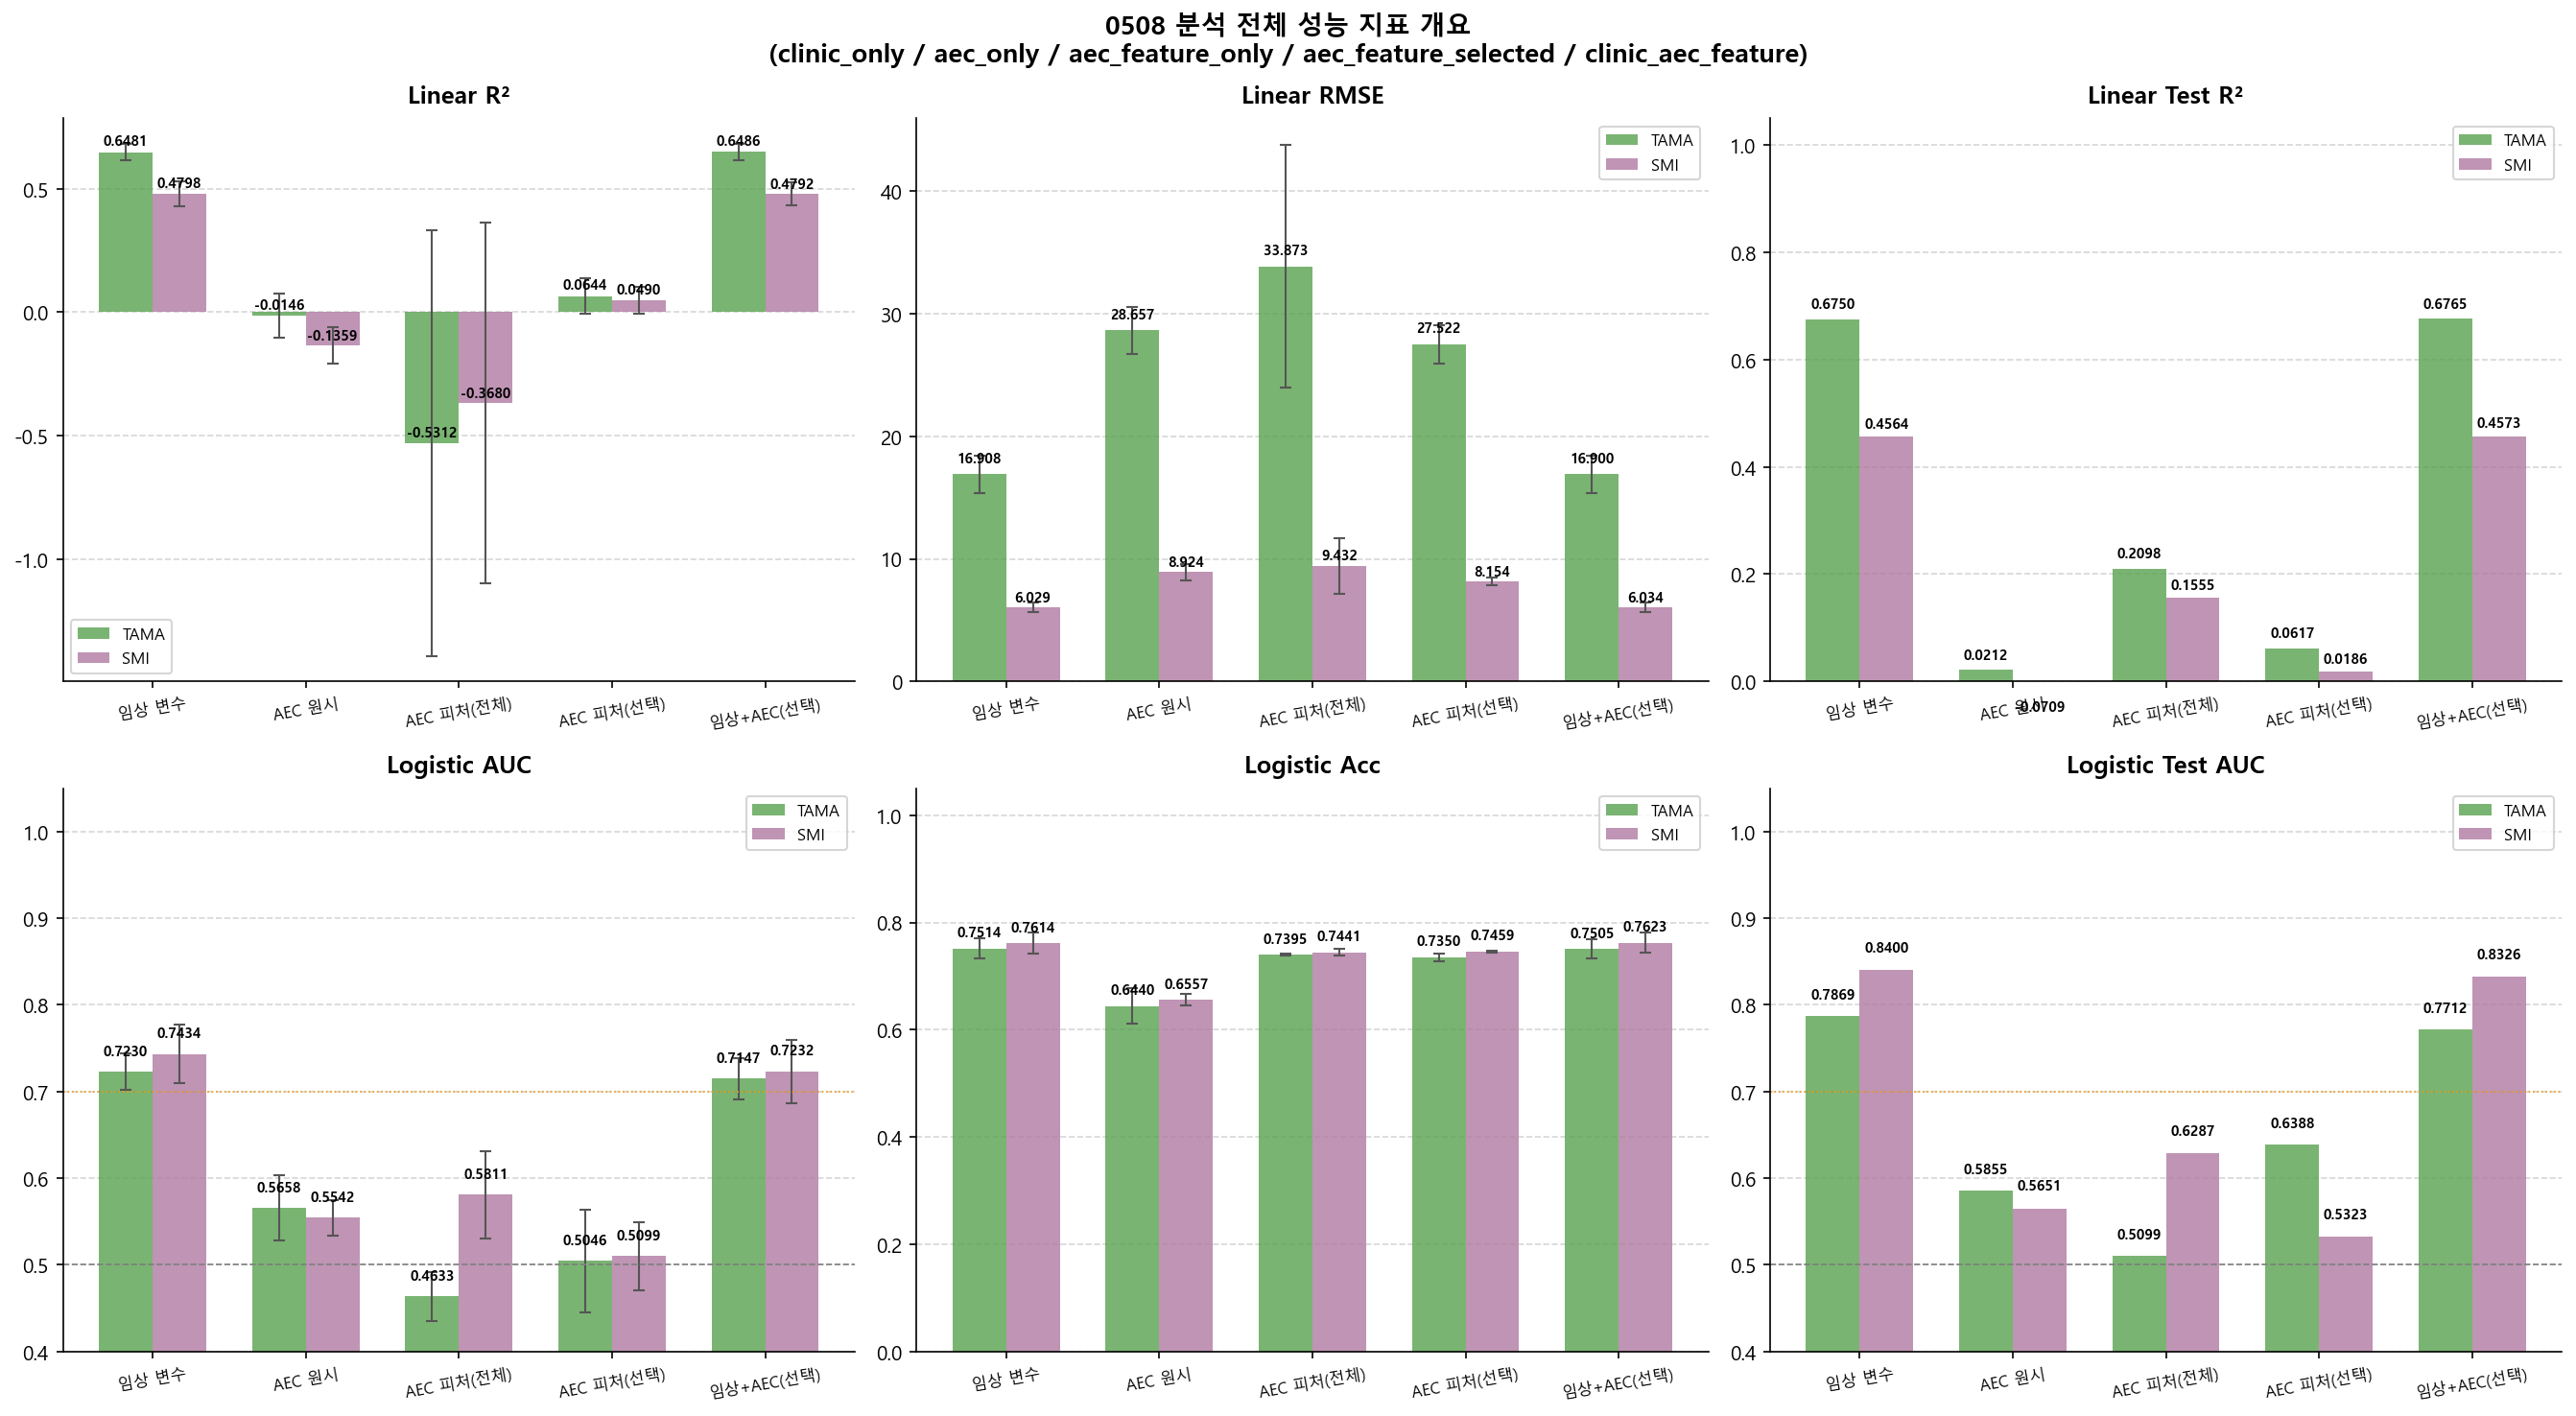 0508 분석 전체 성능 지표 개요
(clinic_only / aec_only / aec_feature_only / aec_feature_selected / clinic_aec_feature)
Linear R²
0.5
0.0
-0.5
-1.0
0.6481
0.4798
-0.0146
-0.1359
-0.5312
-0.3680
0.0644
0.0490
0.6486
0.4792
TAMA
SMI
임상 변수
AEC 원시
AEC 피처(전체)
AEC 피처(선택)
임상+AEC(선택)
Linear RMSE
40
30
20
10
0
16.908
6.029
28.657
8.924
33.873
9.432
27.522
8.154
16.900
6.034
TAMA
SMI
임상 변수
AEC 원시
AEC 피처(전체)
AEC 피처(선택)
임상+AEC(선택)
Linear Test R²
1.0
0.8
0.6
0.4
0.2
0.0
0.6750
0.4564
0.0212
-0.0709
0.2098
0.1555
0.0617
0.0186
0.6765
0.4573
TAMA
SMI
임상 변수
AEC 원시
AEC 피처(전체)
AEC 피처(선택)
임상+AEC(선택)
Logistic AUC
1.0
0.9
0.8
0.7
0.6
0.5
0.4
0.7230
0.7434
0.5658
0.5542
0.4633
0.5811
0.5046
0.5099
0.7147
0.7232
TAMA
SMI
임상 변수
AEC 원시
AEC 피처(전체)
AEC 피처(선택)
임상+AEC(선택)
Logistic Acc
1.0
0.8
0.6
0.4
0.2
0.0
0.7514
0.7614
0.6440
0.6557
0.7395
0.7441
0.7350
0.7459
0.7505
0.7623
TAMA
SMI
임상 변수
AEC 원시
AEC 피처(전체)
AEC 피처(선택)
임상+AEC(선택)
Logistic Test AUC
1.0
0.9
0.8
0.7
0.6
0.5
0.4
0.7869
0.8400
0.5855
0.5651
0.5099
0.6287
0.6388
0.5323
0.7712
0.8326
TAMA
SMI
임상 변수
AEC 원시
AEC 피처(전체)
AEC 피처(선택)
임상+AEC(선택)